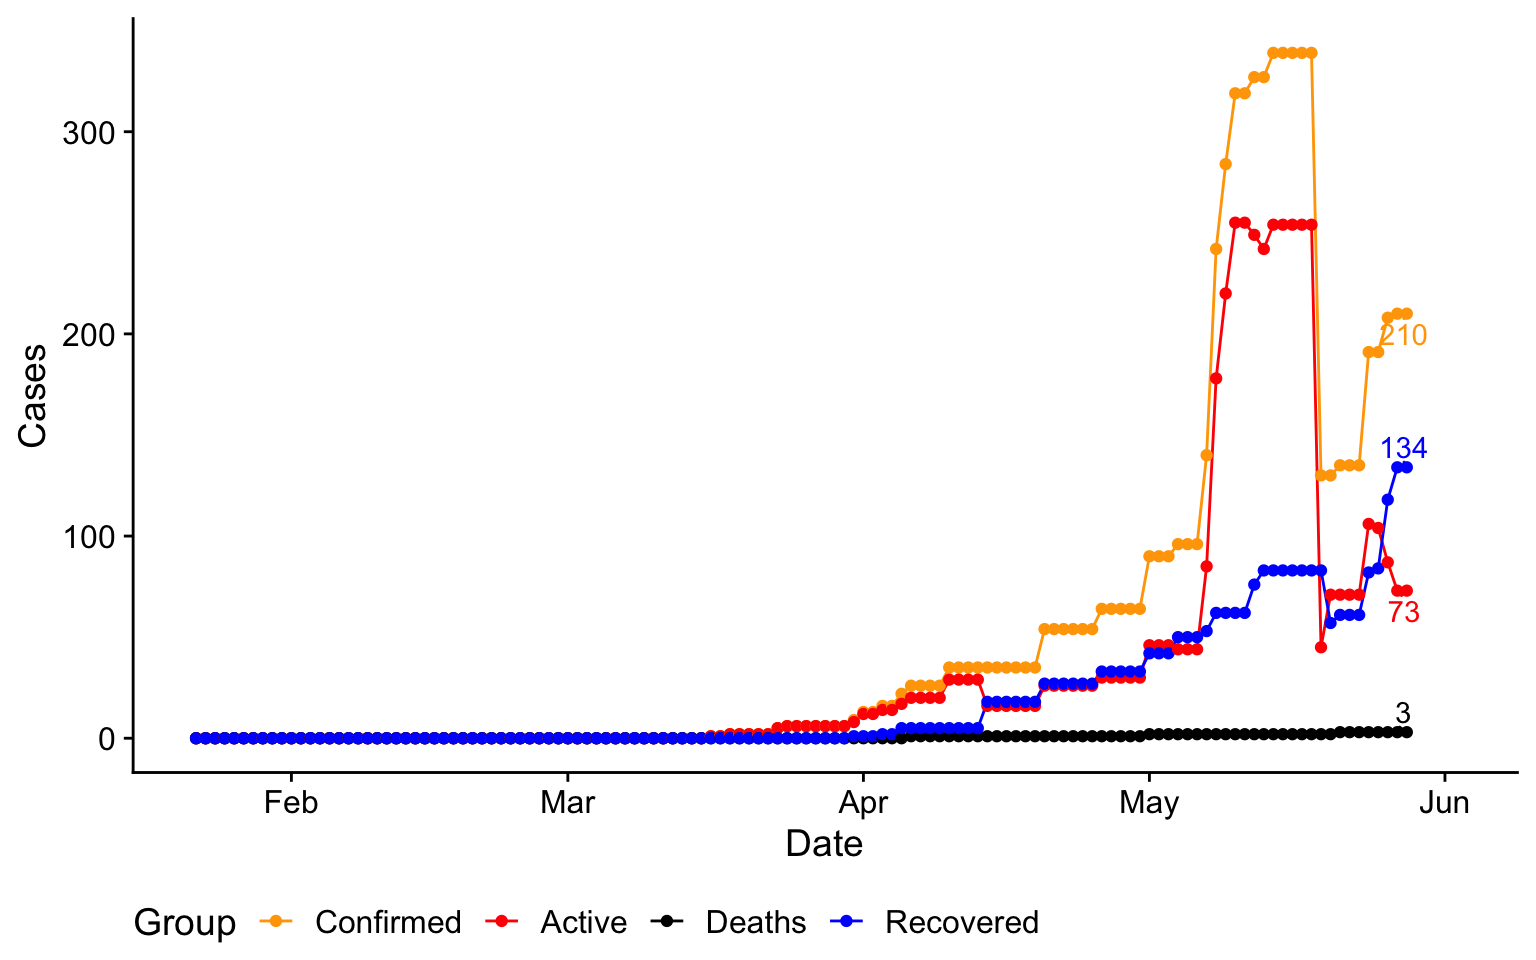 300
200
100
0
Cases
210
134
73
3
Feb Mar Apr May Jun
Date
Group Confirmed Active Deaths Recovered